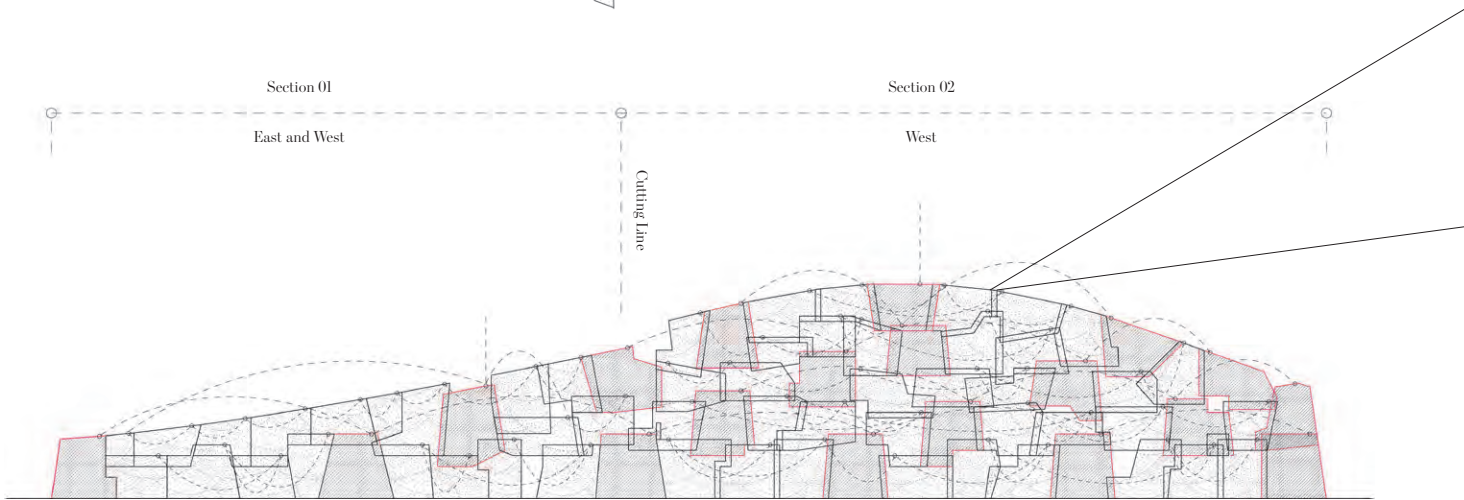 Section 01
Section 02
East and West
West
Cutting Line